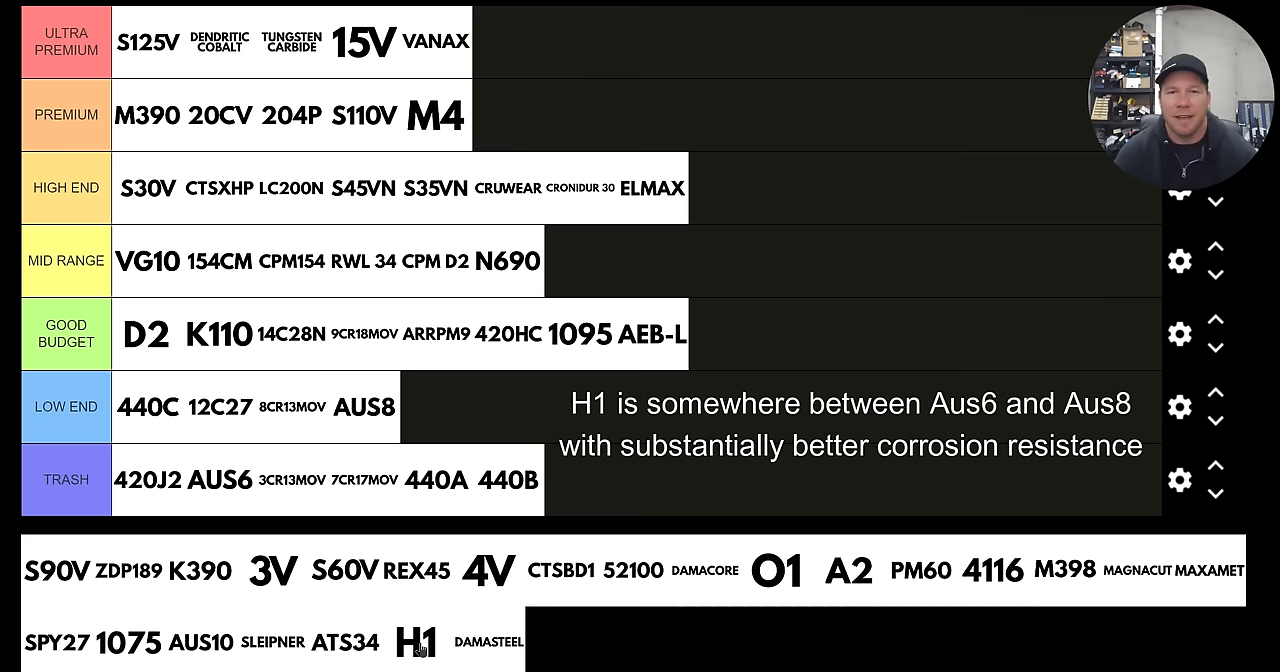 ULTRA
PREMIUM
S125V DENDRITIC COBALT TUNGSTEN CARBIDE 15V VANAX
PREMIUM M390 20CV 204P S110V M4
HIGH END S30V CTSXHP LC200N S45VN S35VN CRUWEAR CRONIDUR 30 ELMAX
MID RANGE VG10 154CM CPM154 RWL 34 CPM D2 N690
GOOD
BUDGET
D2 K110 14C28N 9CR18MOV ARRPM9 420HC 1095 AEB-L
LOW END 440C 12C27 8CR13MOV AUS8
H1 is somewhere between Aus6 and Aus8
with substantially better corrosion resistance
TRASH 420J2 AUS6 3CR13MOV 7CR17MOV 440A 440B
S90V ZDP189 K390 3V S60V REX45 4V CTSBD1 52100 DAMACORE O1 A2 PM60 4116 M398 MAGNACUT MAXAMET
SPY27 1075 AUS10 SLEIPNER ATS34 H1 DAMASTEEL